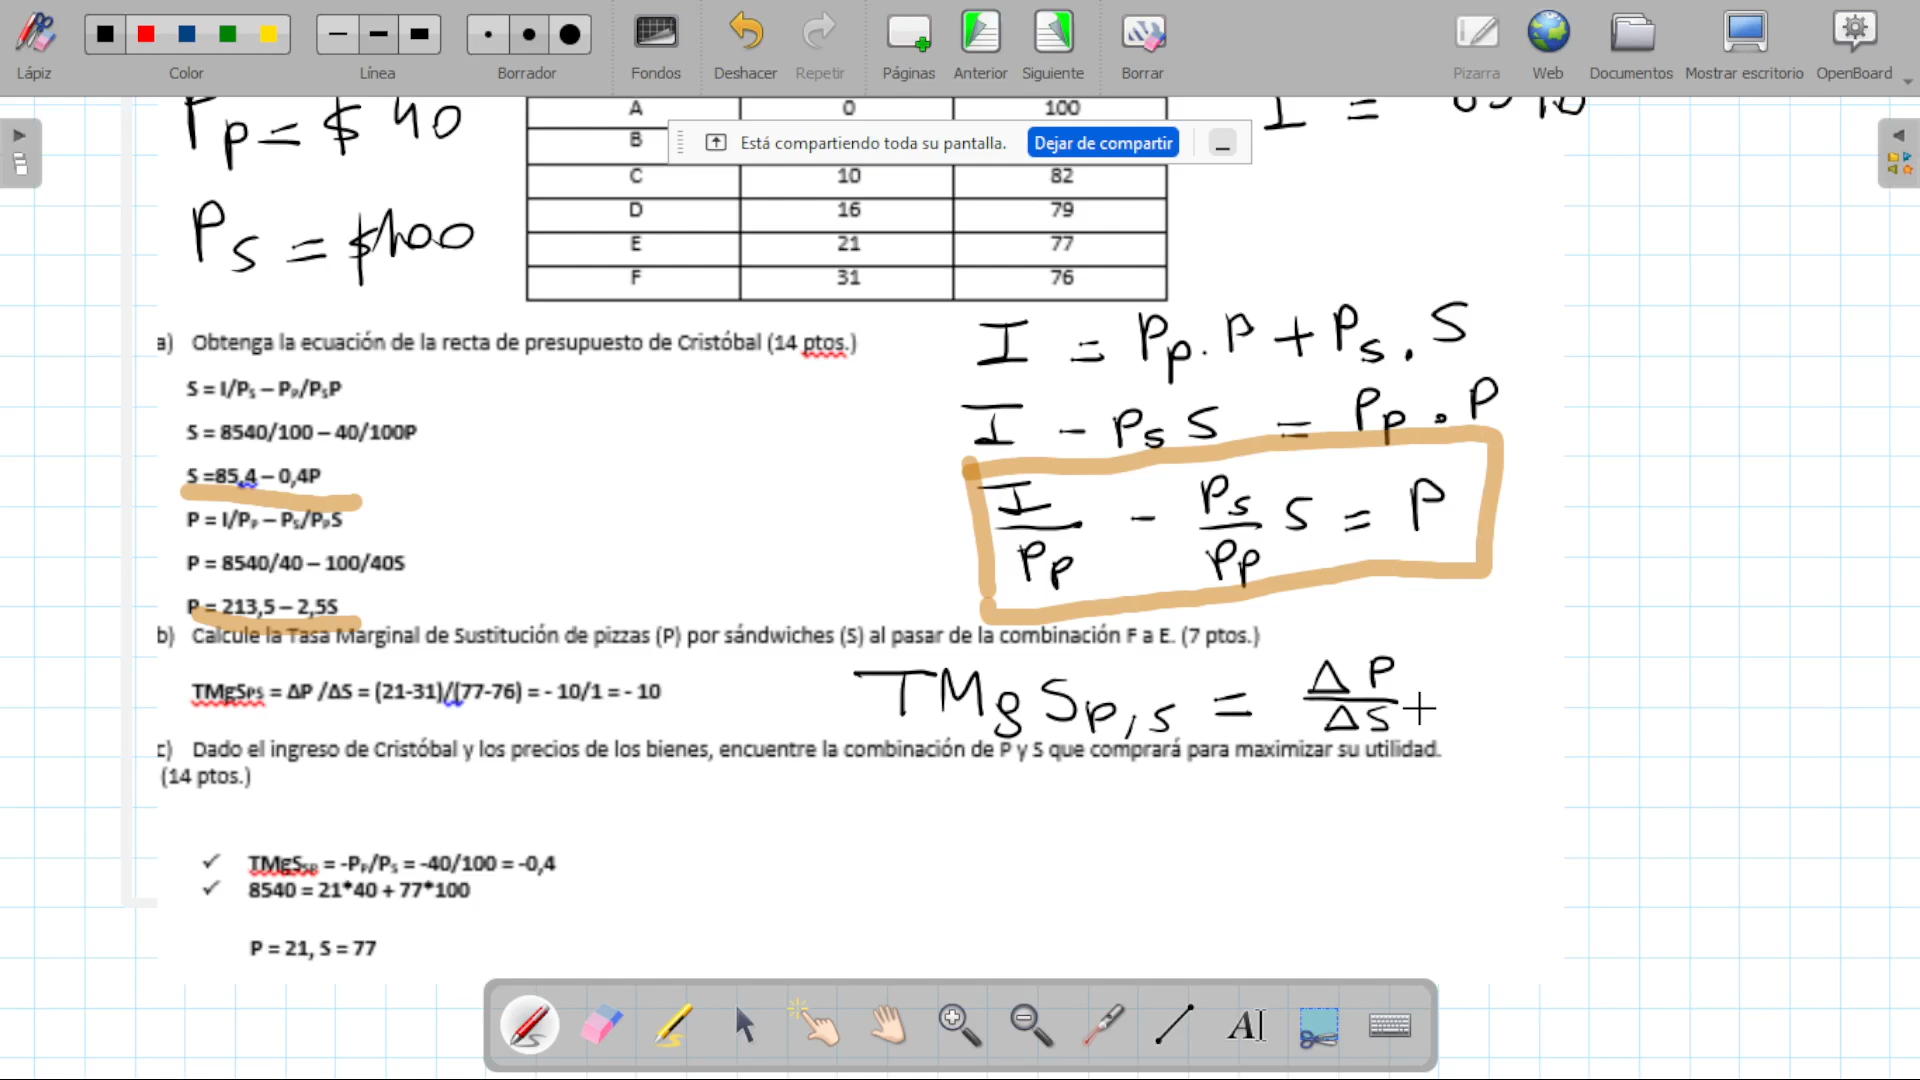 Lápiz Color Línea Borrador Fondos Deshacer Repetir Páginas Anterior Siguiente Borrar Pizarra Web Documentos Mostrar escritorio OpenBoard
Pp = $ 40
A 0 100
I =
B
Está compartiendo toda su pantalla. Dejar de compartir
C 10 82
D 16 79
Ps = $100
E 21 77
F 31 76
a) Obtenga la ecuación de la recta de presupuesto de Cristóbal (14 ptos.)
I = Pp . P + Ps . S
S = I/Ps – Pp/PsP
I - Ps S = Pp . P
S = 8540/100 – 40/100P
S =85,4 – 0,4P
I/Pp - Ps/Pp S = P
P = I/Pp – Ps/PpS
P = 8540/40 – 100/40S
P = 213,5 – 2,5S
b) Calcule la Tasa Marginal de Sustitución de pizzas (P) por sándwiches (S) al pasar de la combinación F a E. (7 ptos.)
TMgSPS = ΔP /ΔS = (21-31)/(77-76) = - 10/1 = - 10
TMgSP,S = ΔP/ΔS
c) Dado el ingreso de Cristóbal y los precios de los bienes, encuentre la combinación de P y S que comprará para maximizar su utilidad.
(14 ptos.)
✓ TMgSSP = -Pp/Ps = -40/100 = -0,4
✓ 8540 = 21*40 + 77*100
P = 21, S = 77